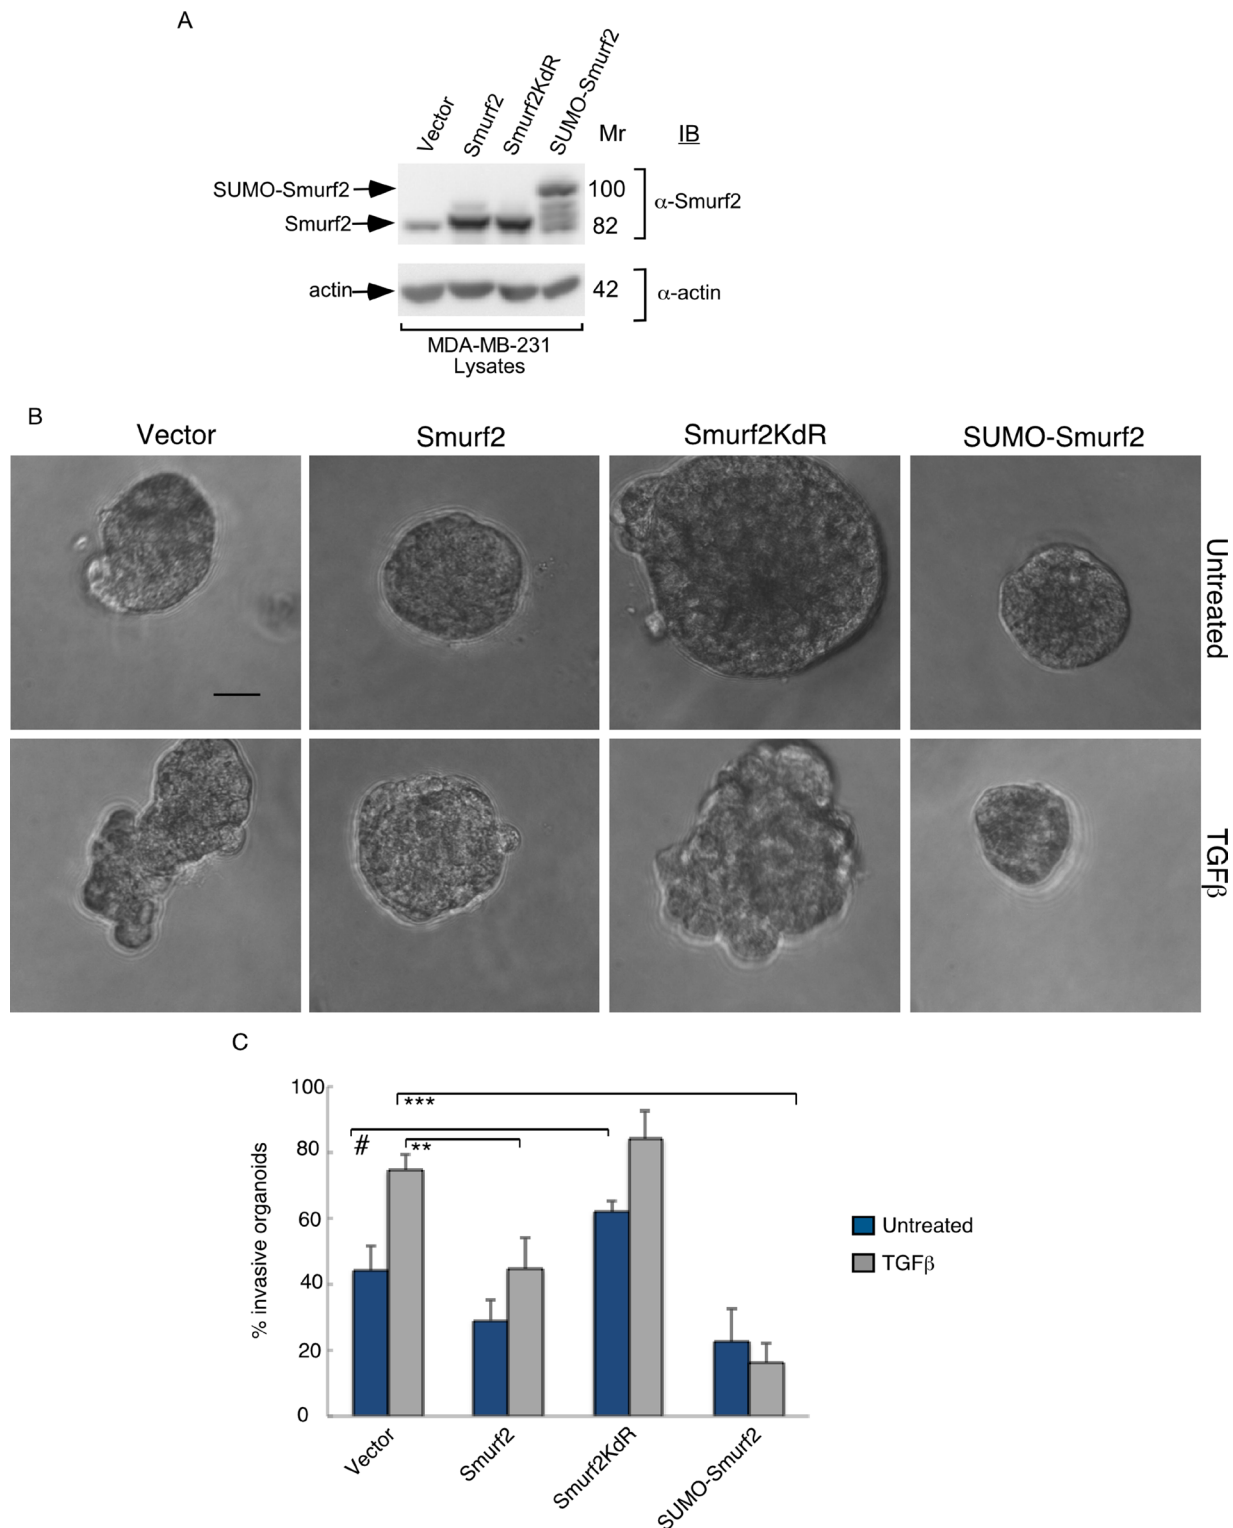 A
Vector
Smurf2
Smurf2KdR
SUMO-Smurf2
Mr
IB
SUMO-Smurf2
100
α-Smurf2
Smurf2
82
actin
42
α-actin
MDA-MB-231
Lysates
B
Vector
Smurf2
Smurf2KdR
SUMO-Smurf2
Untreated
TGFβ
C
% invasive organoids
100
80
60
40
20
0
***
#
**
Untreated
TGFβ
Vector
Smurf2
Smurf2KdR
SUMO-Smurf2